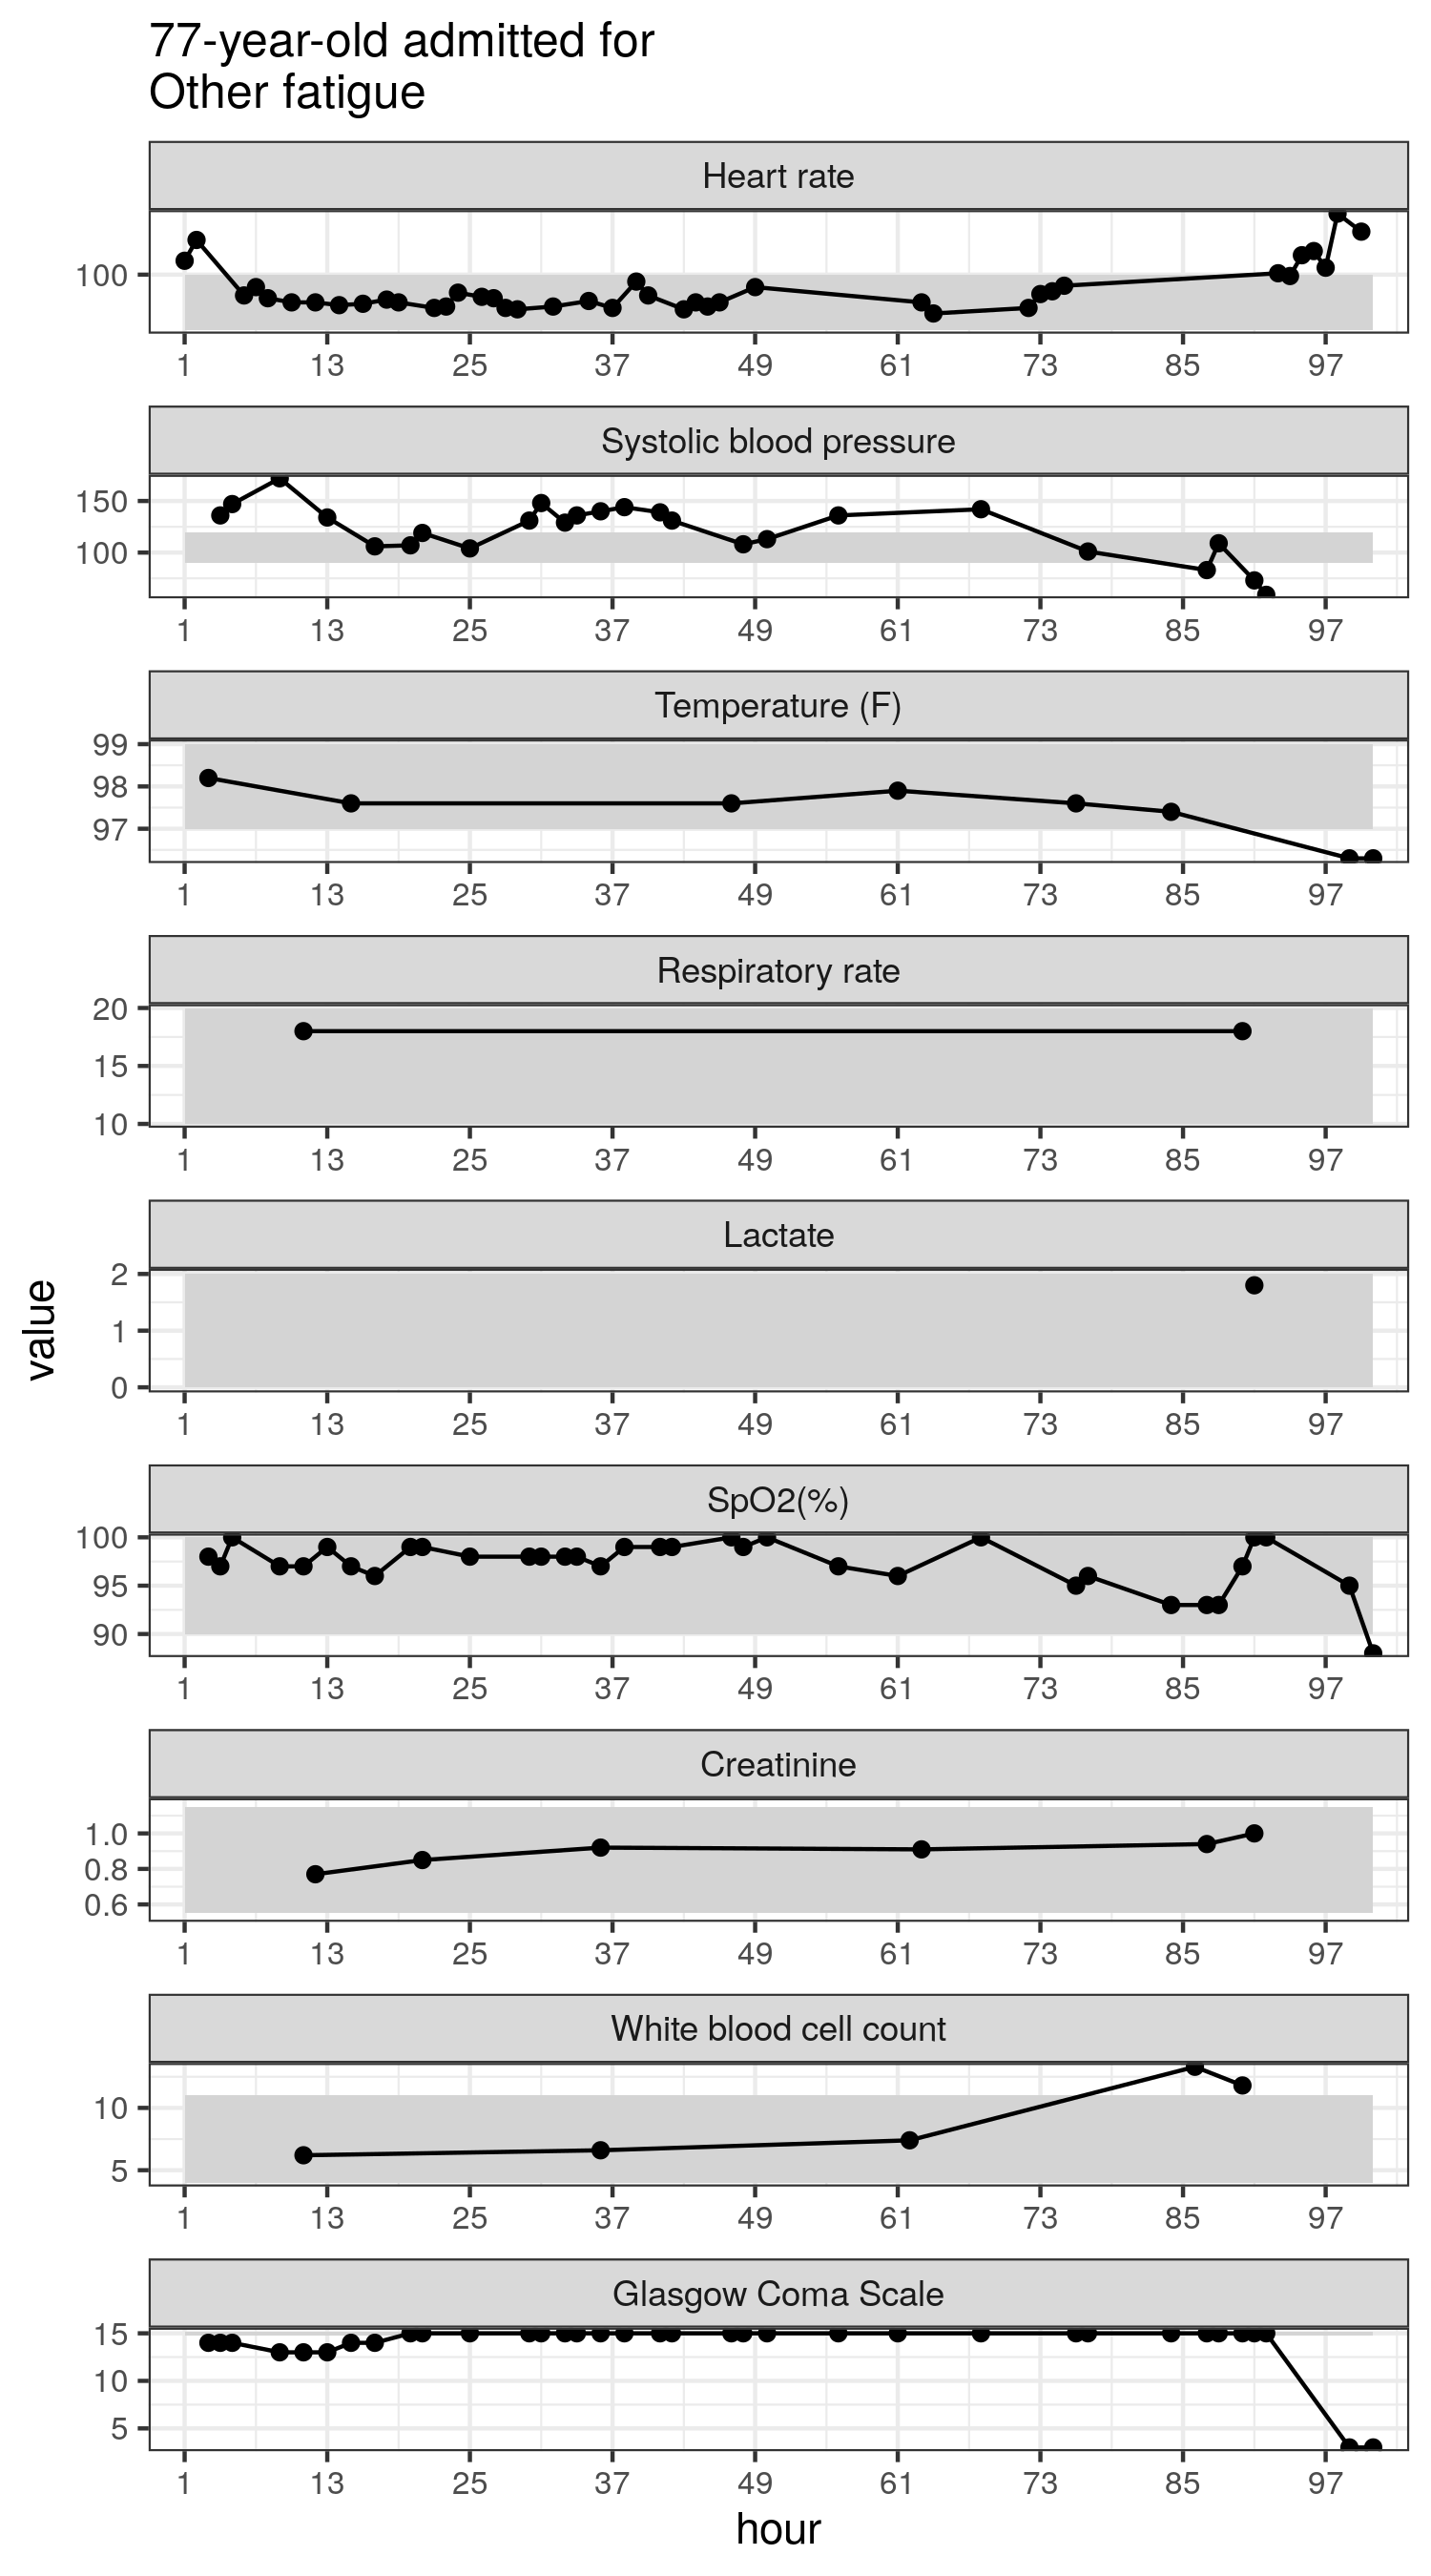 77-year-old admitted for
Other fatigue
Heart rate
100
1 13 25 37 49 61 73 85 97
Systolic blood pressure
150
100
1 13 25 37 49 61 73 85 97
Temperature (F)
99
98
97
1 13 25 37 49 61 73 85 97
Respiratory rate
20
15
10
1 13 25 37 49 61 73 85 97
Lactate
2
1
0
1 13 25 37 49 61 73 85 97
SpO2(%)
100
95
90
1 13 25 37 49 61 73 85 97
Creatinine
1.0
0.8
0.6
1 13 25 37 49 61 73 85 97
White blood cell count
10
5
1 13 25 37 49 61 73 85 97
Glasgow Coma Scale
15
10
5
1 13 25 37 49 61 73 85 97
hour
value